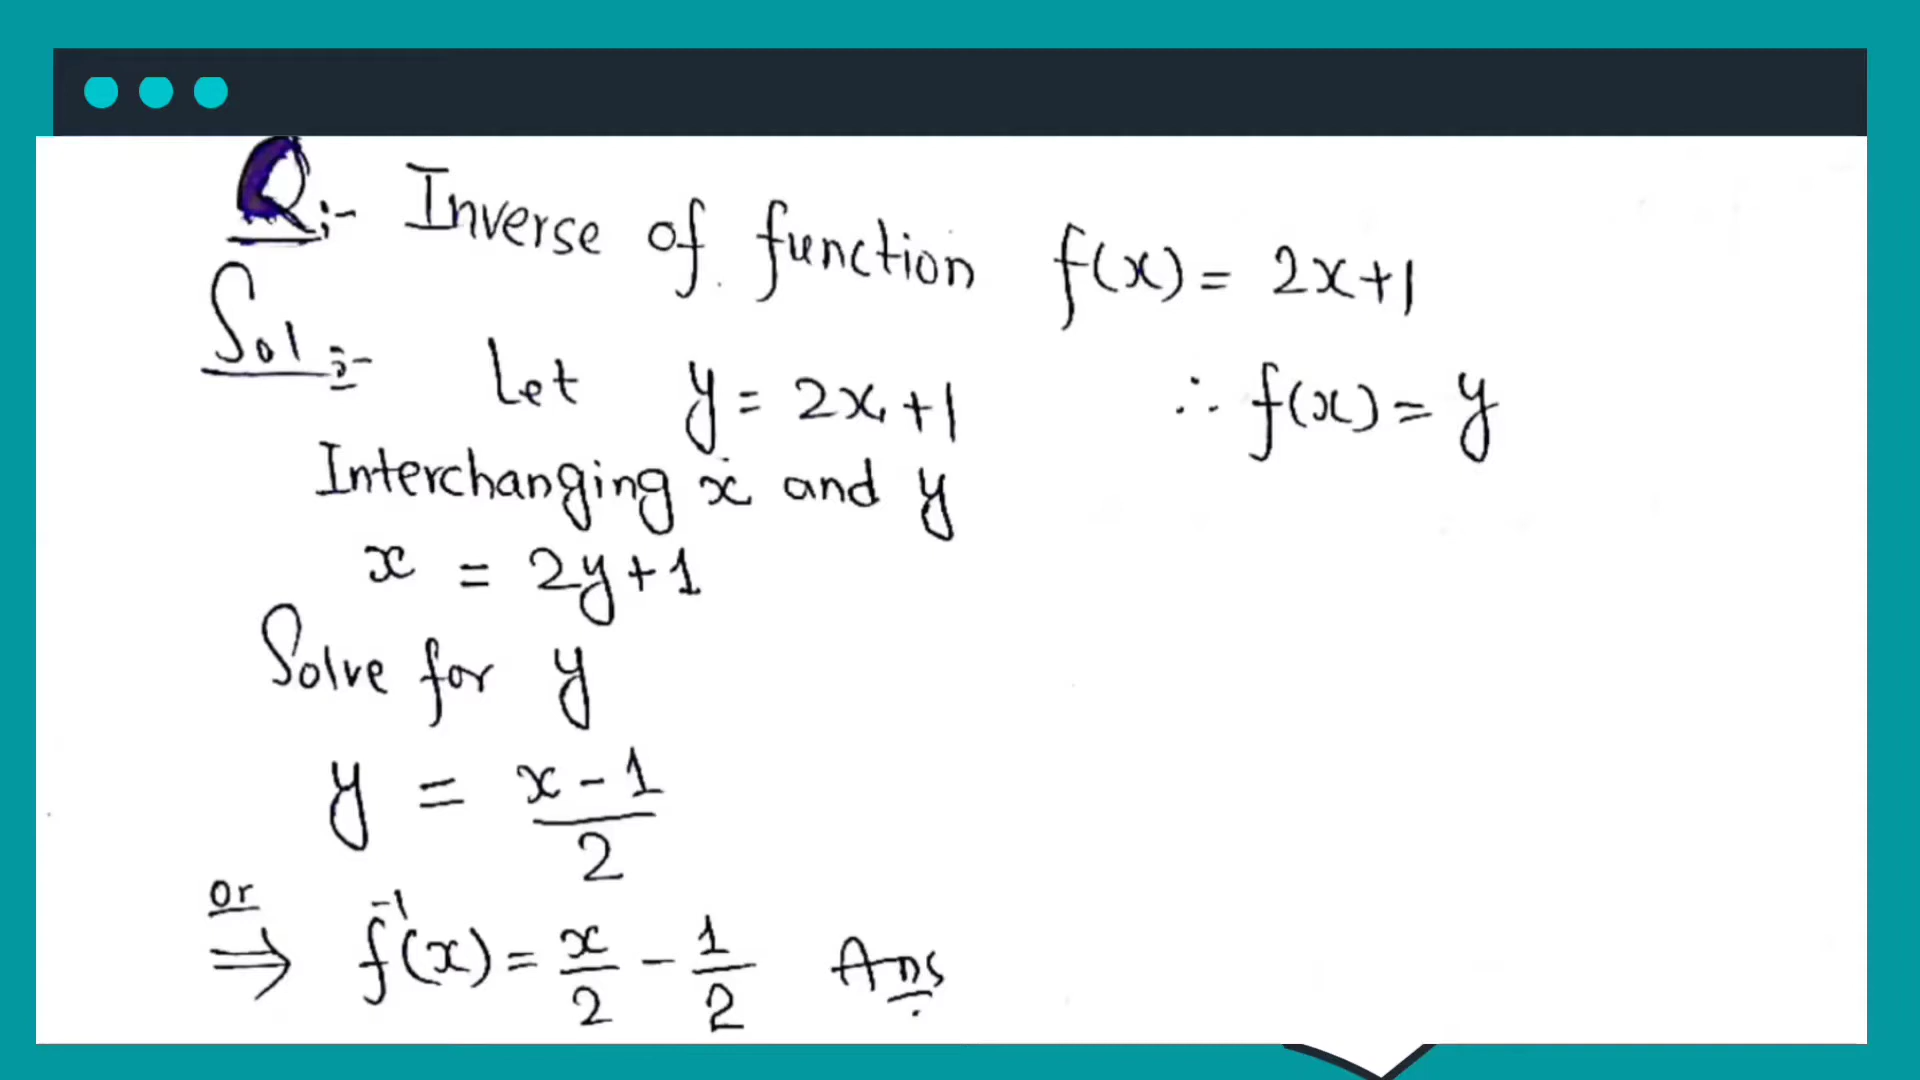 Q:- Inverse of function f(x) = 2x+1
Sol:- Let y = 2x+1 ∴ f(x) = y
Interchanging x and y
x = 2y+1
Solve for y
y = (x-1)/2
or
⇒ f⁻¹(x) = x/2 - 1/2 Ans